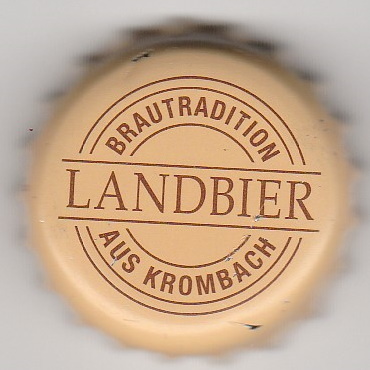 BRAUTRADITION
LANDBIER
AUS KROMBACH